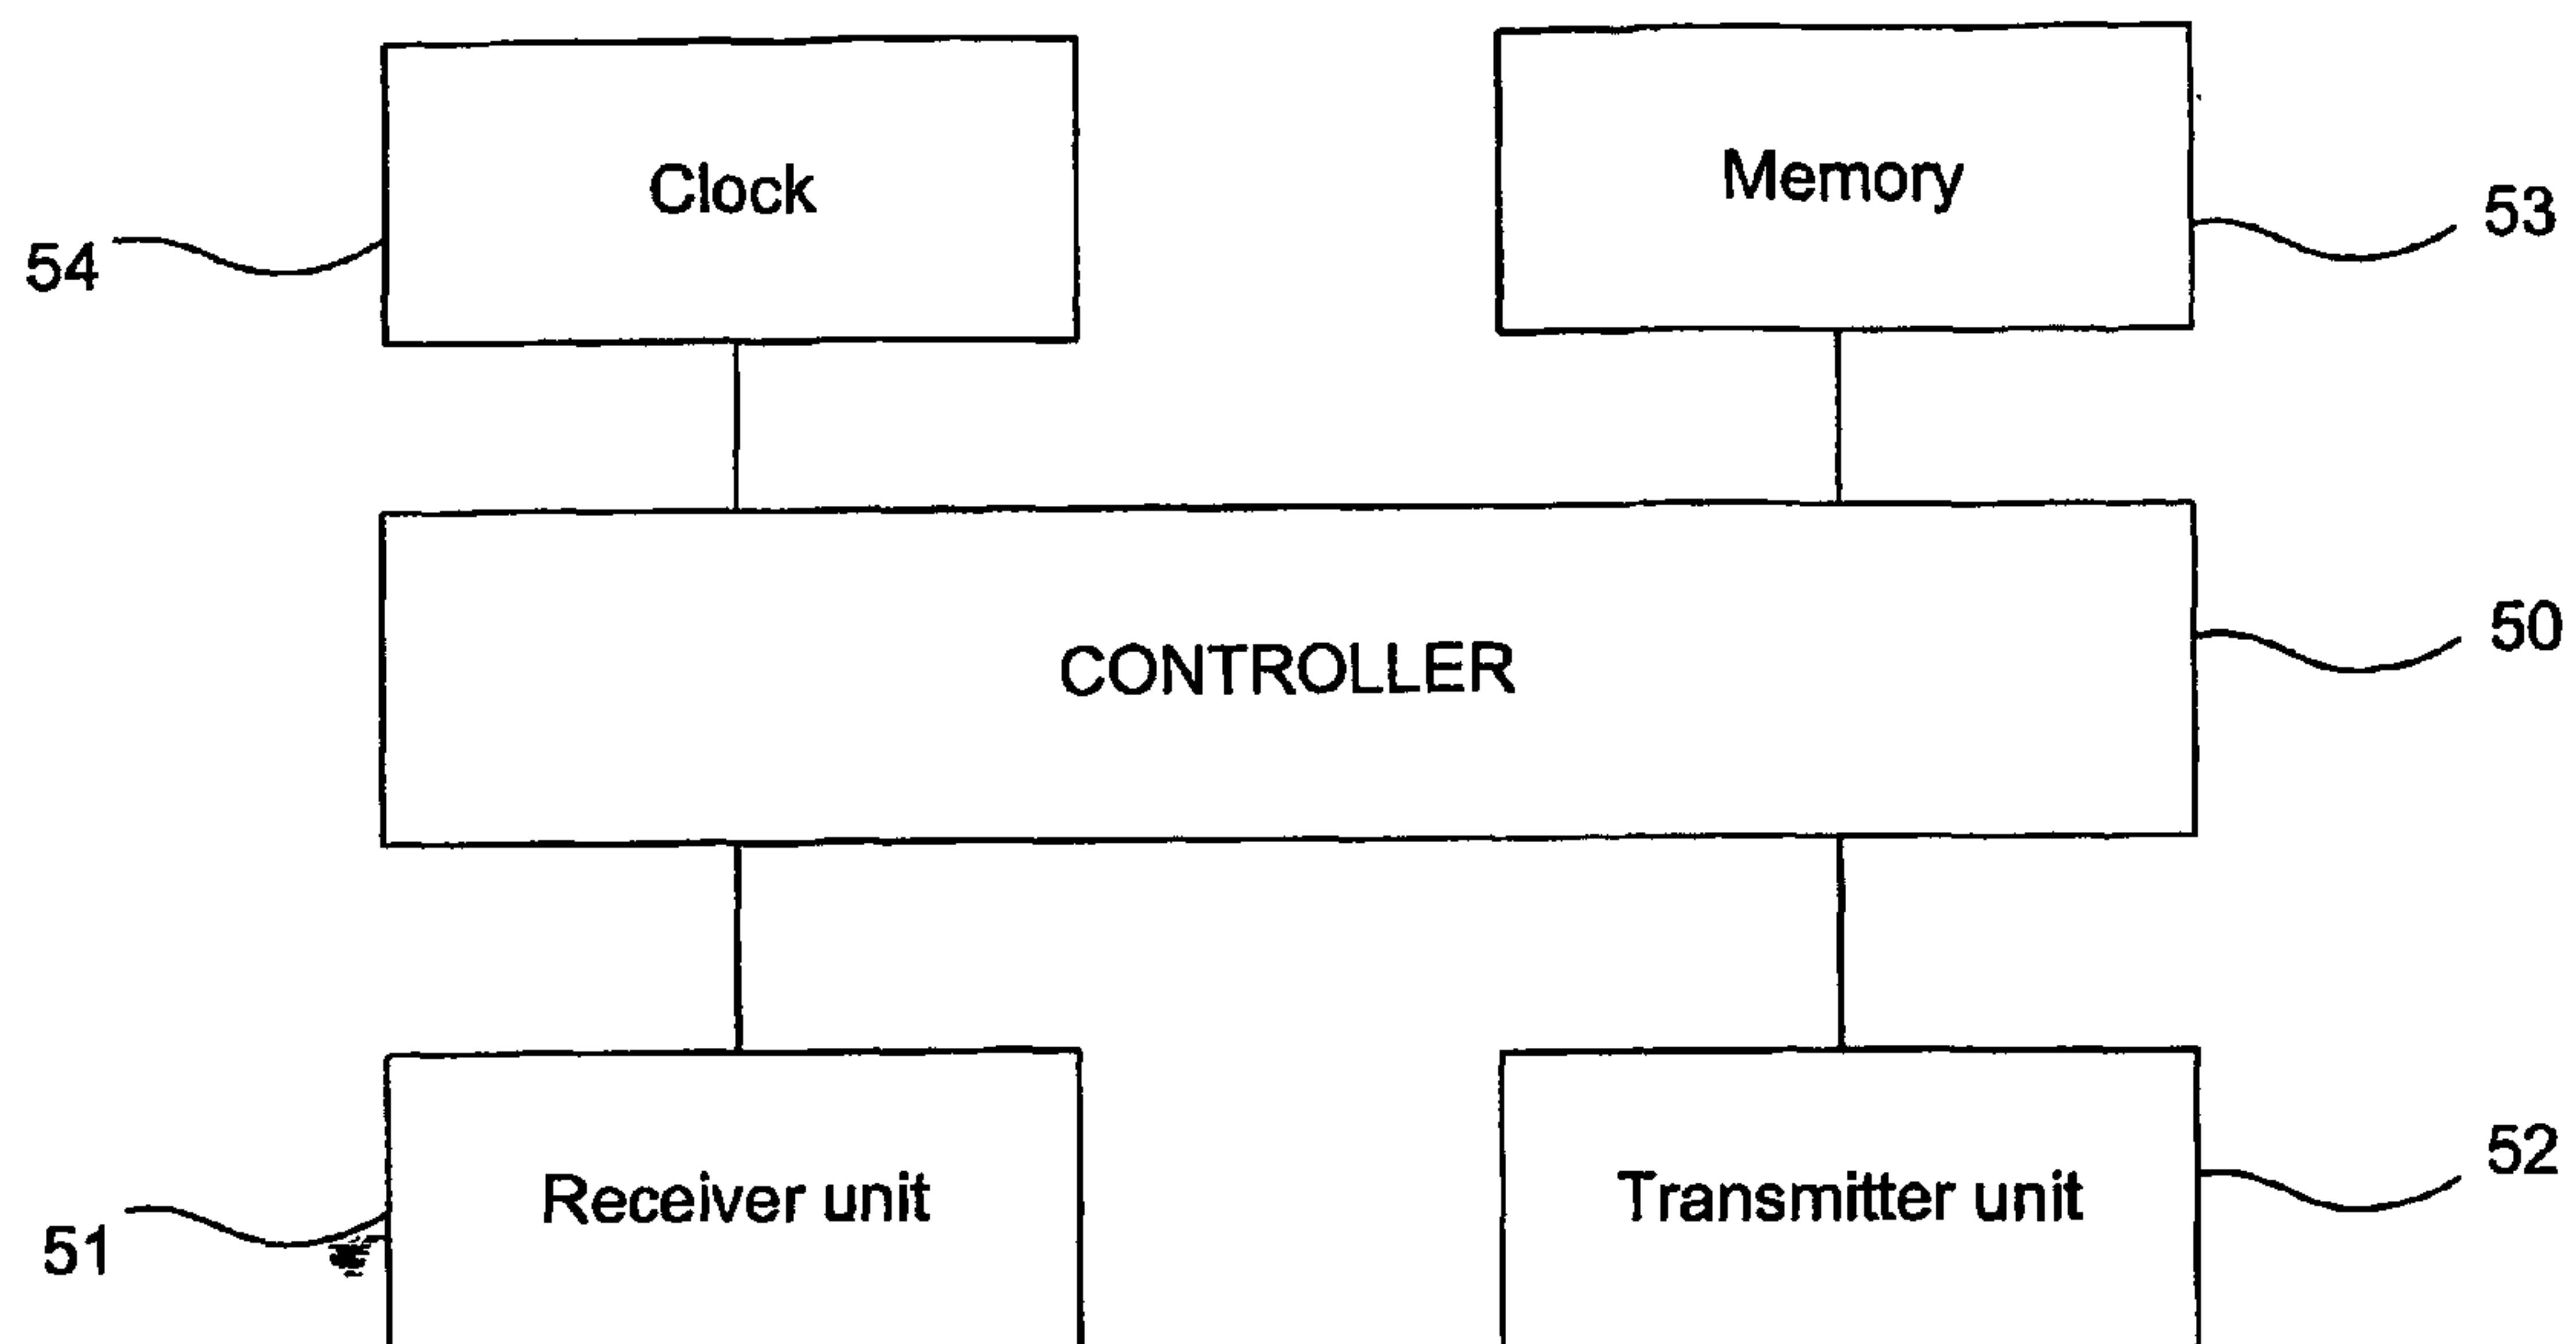 Clock
Memory
54
53
CONTROLLER
50
Receiver unit
Transmitter unit
51
52